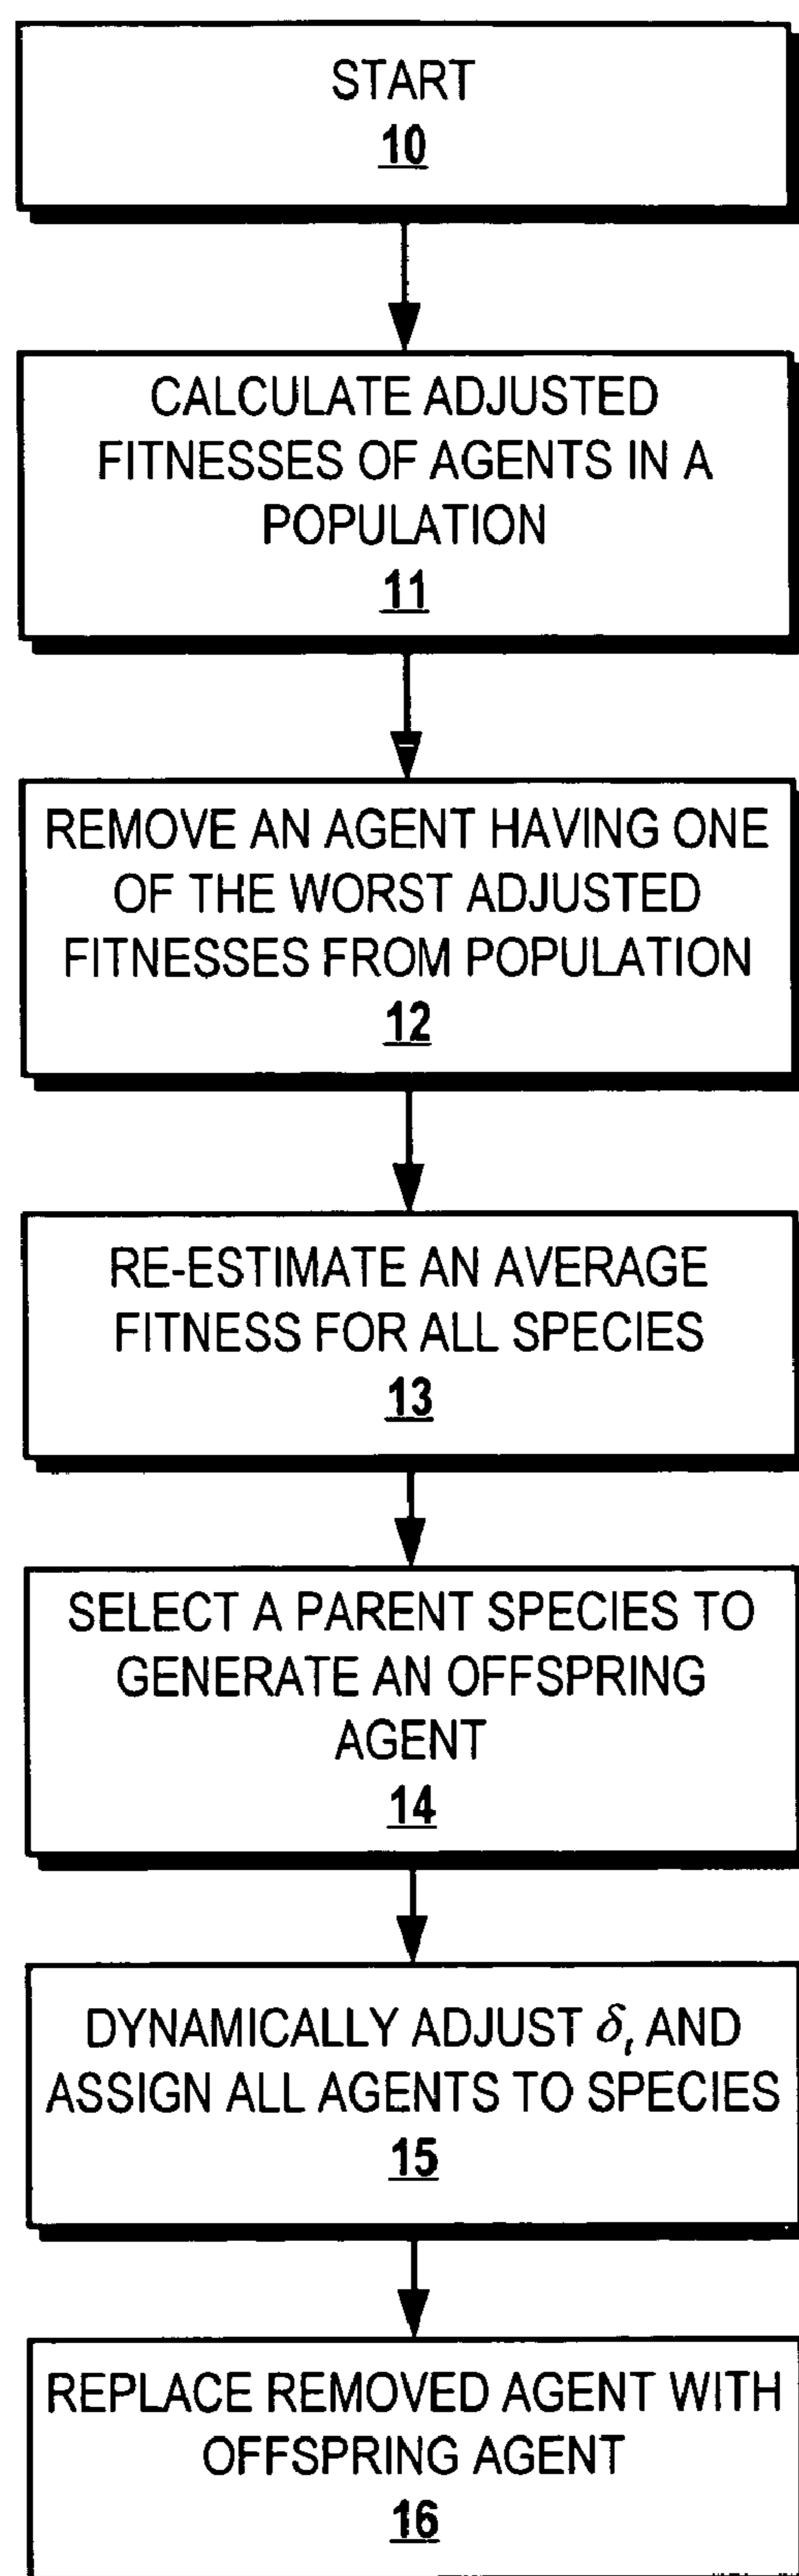 START
10
CALCULATE ADJUSTED
FITNESSES OF AGENTS IN A
POPULATION
11
REMOVE AN AGENT HAVING ONE
OF THE WORST ADJUSTED
FITNESSES FROM POPULATION
12
RE-ESTIMATE AN AVERAGE
FITNESS FOR ALL SPECIES
13
SELECT A PARENT SPECIES TO
GENERATE AN OFFSPRING
AGENT
14
DYNAMICALLY ADJUST δₜ AND
ASSIGN ALL AGENTS TO SPECIES
15
REPLACE REMOVED AGENT WITH
OFFSPRING AGENT
16